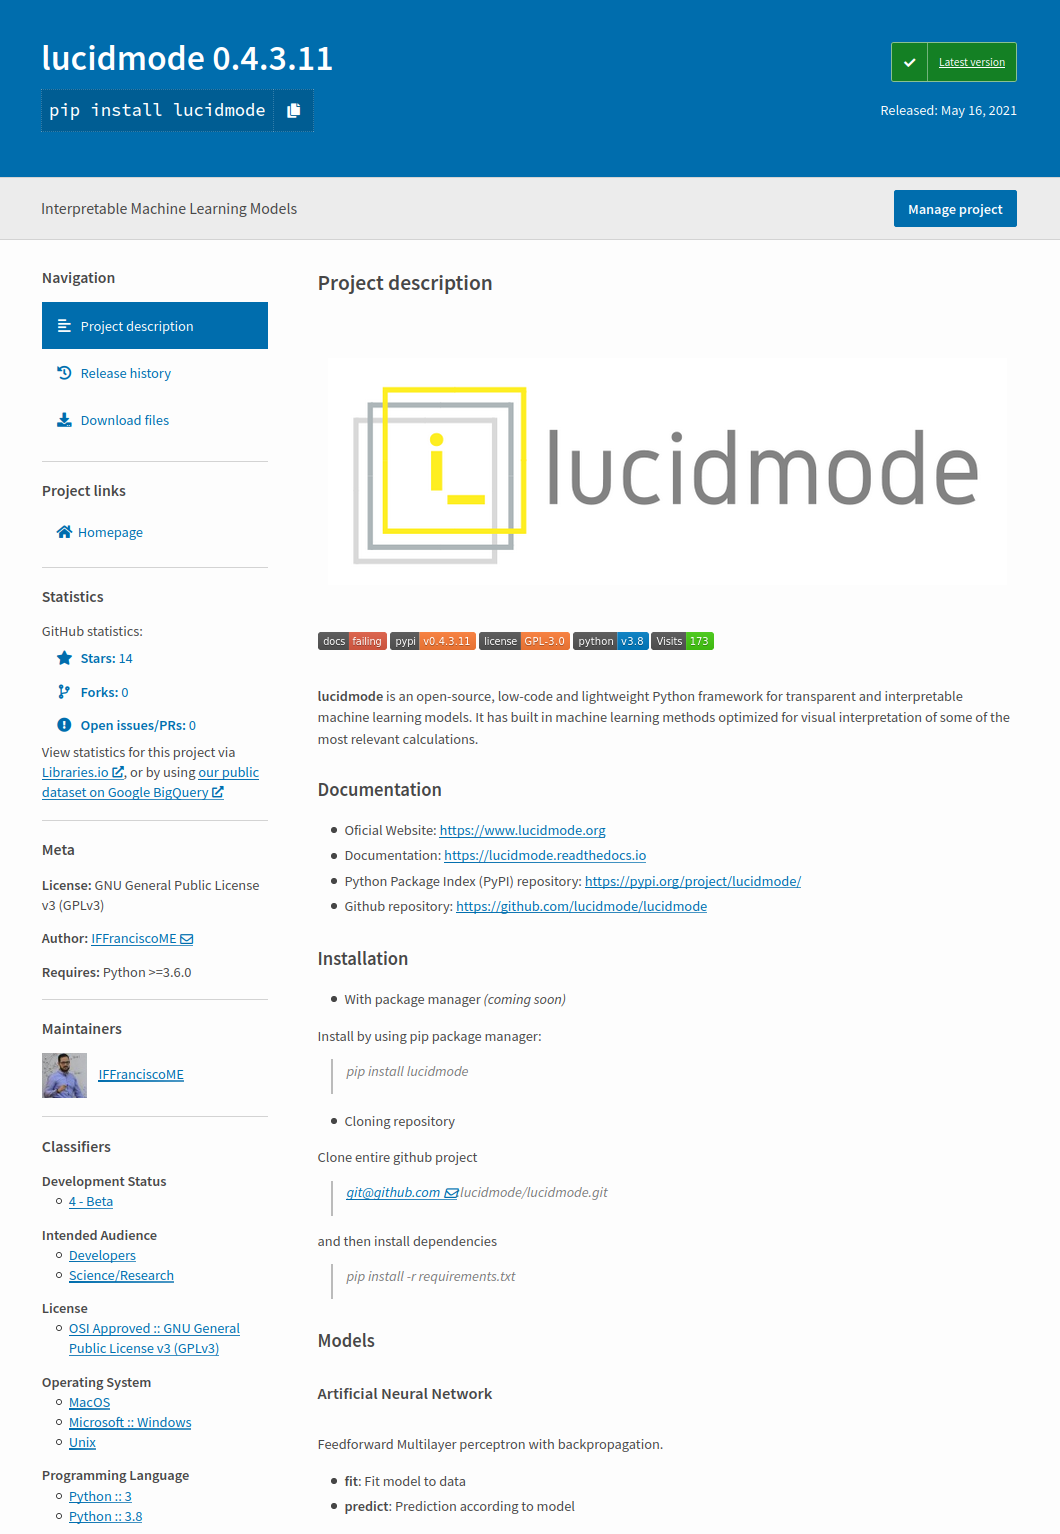 lucidmode 0.4.3.11
pip install lucidmode
Latest version
Released: May 16, 2021
Interpretable Machine Learning Models
Manage project
Navigation
Project description
Release history
Download files
Project links
Homepage
Statistics
GitHub statistics:
Stars: 14
Forks: 0
Open issues/PRs: 0
View statistics for this project via
Libraries.io, or by using our public
dataset on Google BigQuery
Meta
License: GNU General Public License
v3 (GPLv3)
Author: IFFranciscoME
Requires: Python >=3.6.0
Maintainers
IFFranciscoME
Classifiers
Development Status
4 - Beta
Intended Audience
Developers
Science/Research
License
OSI Approved :: GNU General
Public License v3 (GPLv3)
Operating System
MacOS
Microsoft :: Windows
Unix
Programming Language
Python :: 3
Python :: 3.8
Project description
i_ lucidmode
docs failing pypi v0.4.3.11 license GPL-3.0 python v3.8 Visits 173
lucidmode is an open-source, low-code and lightweight Python framework for transparent and interpretable
machine learning models. It has built in machine learning methods optimized for visual interpretation of some of the
most relevant calculations.
Documentation
Oficial Website: https://www.lucidmode.org
Documentation: https://lucidmode.readthedocs.io
Python Package Index (PyPI) repository: https://pypi.org/project/lucidmode/
Github repository: https://github.com/lucidmode/lucidmode
Installation
With package manager (coming soon)
Install by using pip package manager:
pip install lucidmode
Cloning repository
Clone entire github project
git@github.com:lucidmode/lucidmode.git
and then install dependencies
pip install -r requirements.txt
Models
Artificial Neural Network
Feedforward Multilayer perceptron with backpropagation.
fit: Fit model to data
predict: Prediction according to model